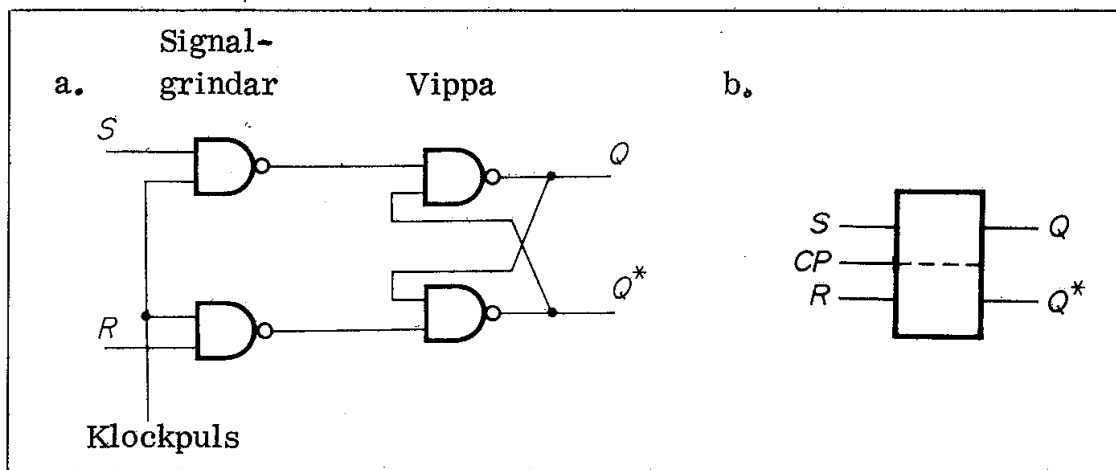 a.
Signal-
grindar
Vippa
b.
S
Q
R
Q*
Klockpuls
S
CP
R
Q
Q*